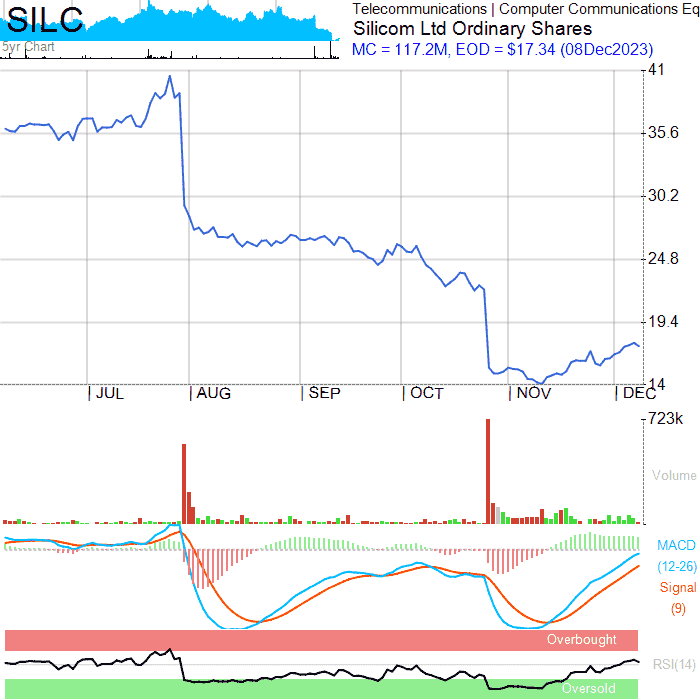 SILC
5yr Chart
Telecommunications | Computer Communications Eq
Silicom Ltd Ordinary Shares
MC = 117.2M, EOD = $17.34 (08Dec2023)
41
35.6
30.2
24.8
19.4
14
JUL
AUG
SEP
OCT
NOV
DEC
723k
Volume
MACD
(12-26)
Signal
(9)
Overbought
RSI(14)
Oversold